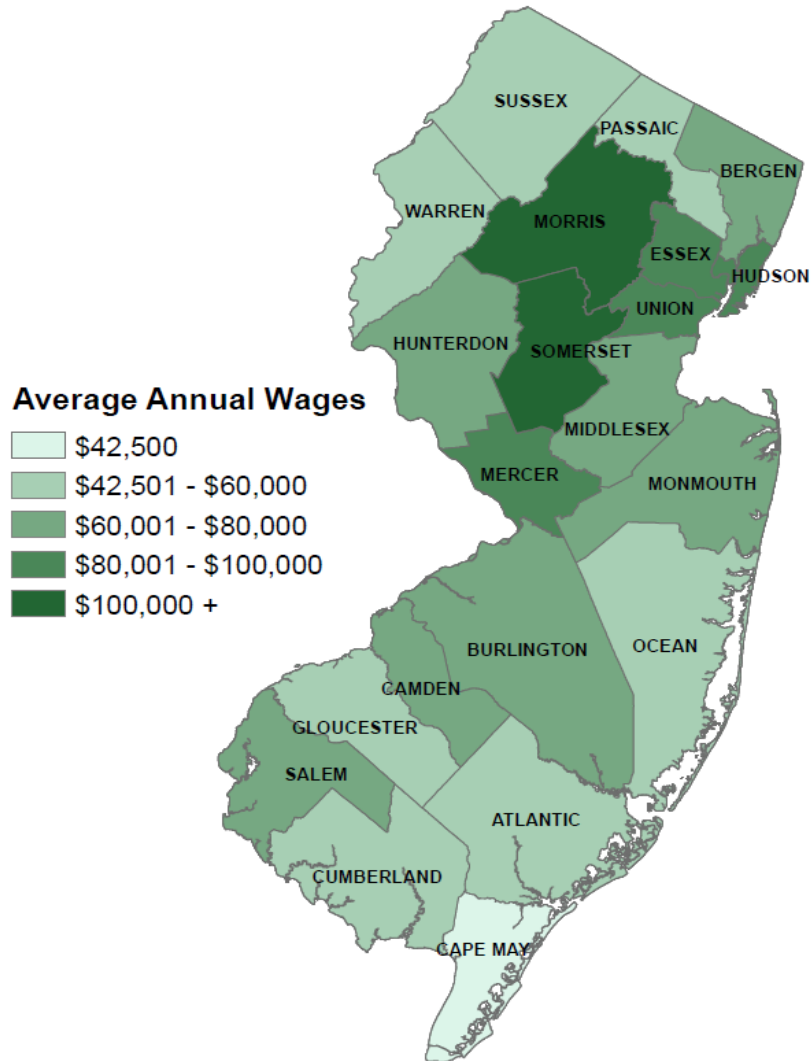 SUSSEX
PASSAIC
BERGEN
WARREN
MORRIS
ESSEX
HUDSON
UNION
HUNTERDON
SOMERSET
Average Annual Wages
$42,500
$42,501 - $60,000
$60,001 - $80,000
$80,001 - $100,000
$100,000 +
MIDDLESEX
MERCER
MONMOUTH
OCEAN
BURLINGTON
CAMDEN
GLOUCESTER
SALEM
ATLANTIC
CUMBERLAND
CAPE MAY